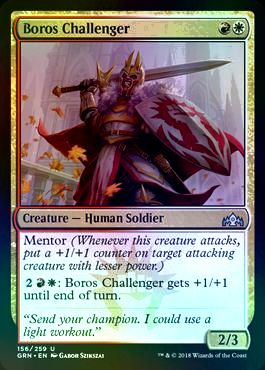 Boros Challenger
Creature — Human Soldier
Mentor (Whenever this creature attacks,
put a +1/+1 counter on target attacking
creature with lesser power.)
2: Boros Challenger gets +1/+1
until end of turn.
"Send your champion. I could use a
light workout."
2/3
156/259 U
GRN • EN GABOR SZIKSZAI
™ & © 2018 Wizards of the Coast